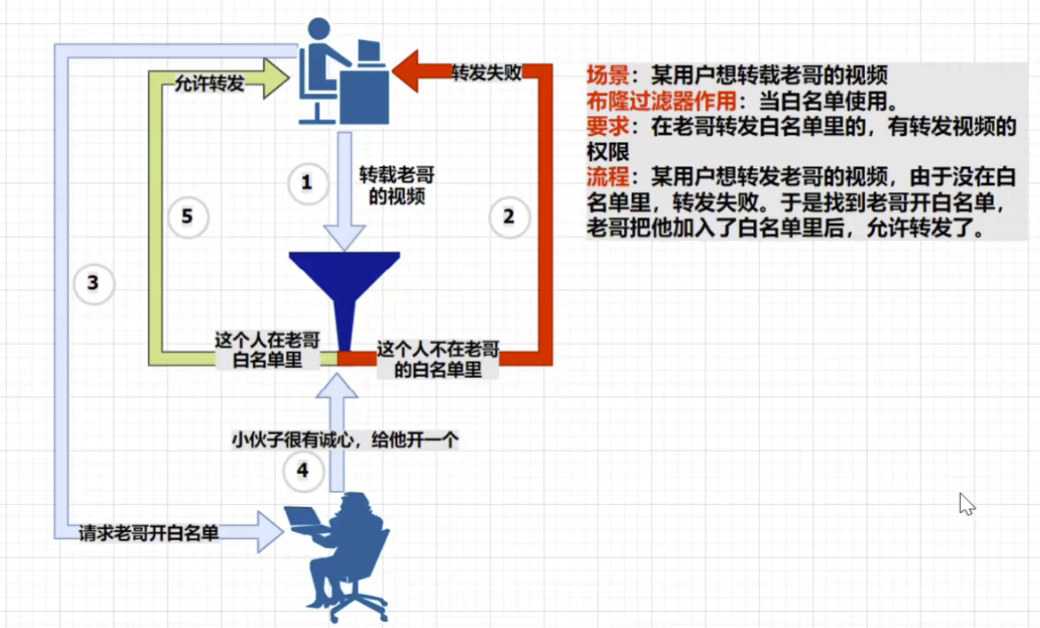 允许转发
转发失败
场景：某用户想转载老哥的视频
布隆过滤器作用：当白名单使用。
要求：在老哥转发白名单里的，有转发视频的
权限
流程：某用户想转发老哥的视频，由于没在白
名单里，转发失败。于是找到老哥开白名单，
老哥把他加入了白名单里后，允许转发了。
1
转载老哥
的视频
5
2
3
这个人在老哥
白名单里
这个人不在老哥
的白名单里
小伙子很有诚心，给他开一个
4
请求老哥开白名单